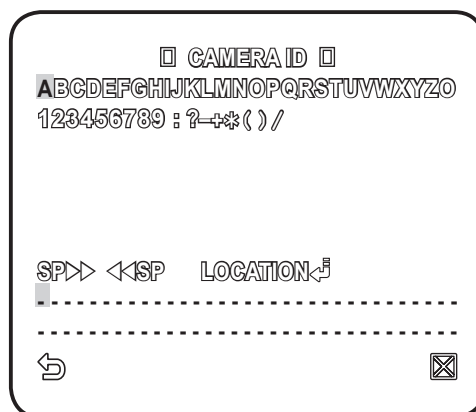 CAMERA ID
ABCDEFGHIJKLMNOPQRSTUVWXYZ0
123456789:?-+*()/
SP▷▷ ◁◁SP LOCATION↵